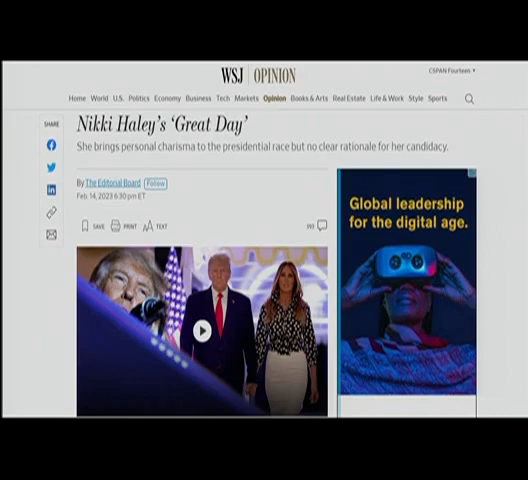 WSJ OPINION
CSPAN Fourteen
Home World U.S. Politics Economy Business Tech Markets Opinion Books & Arts Real Estate Life & Work Style Sports
SHARE
Nikki Haley's 'Great Day'
She brings personal charisma to the presidential race but no clear rationale for her candidacy.
By The Editorial Board Follow
Feb. 14, 2023 6:30 pm ET
SAVE PRINT AA TEXT
Global leadership
for the digital age.